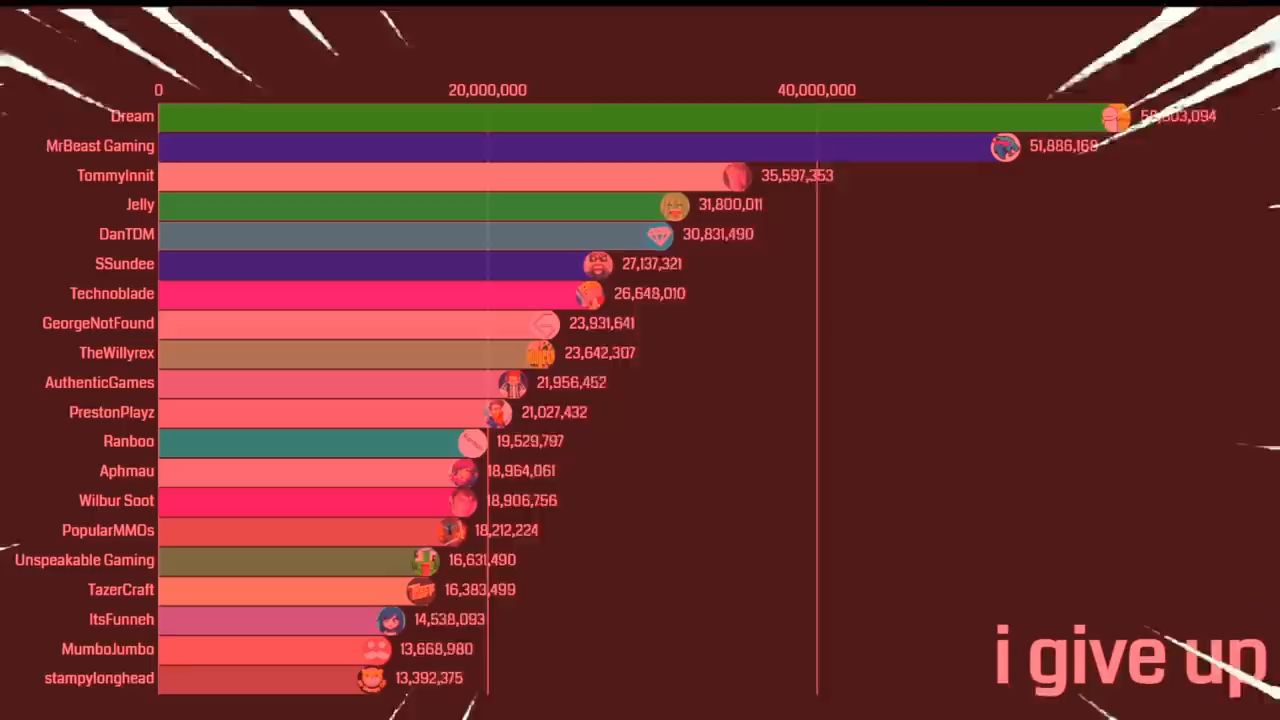 0 20,000,000 40,000,000
Dream
MrBeast Gaming 51,886,168
TommyInnit 35,597,353
Jelly 31,800,011
DanTDM 30,831,490
SSundee 27,137,321
Technoblade 26,648,010
GeorgeNotFound 23,931,641
TheWillyrex 23,642,307
AuthenticGames 21,956,452
PrestonPlayz 21,027,432
Ranboo 19,529,797
Aphmau 18,964,061
Wilbur Soot 18,906,756
PopularMMOs 18,212,224
Unspeakable Gaming 16,631,490
TazerCraft 16,383,499
ItsFunneh 14,538,093
MumboJumbo 13,668,980
stampylonghead 13,392,375
i give up